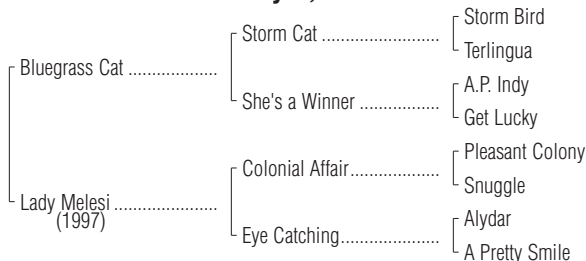 Storm Bird
Storm Cat ........................
Terlingua
Bluegrass Cat ..................
A.P. Indy
She's a Winner ................
Get Lucky
Pleasant Colony
Colonial Affair..................
Snuggle
Lady Melesi .....................
(1997)
Alydar
Eye Catching....................
A Pretty Smile